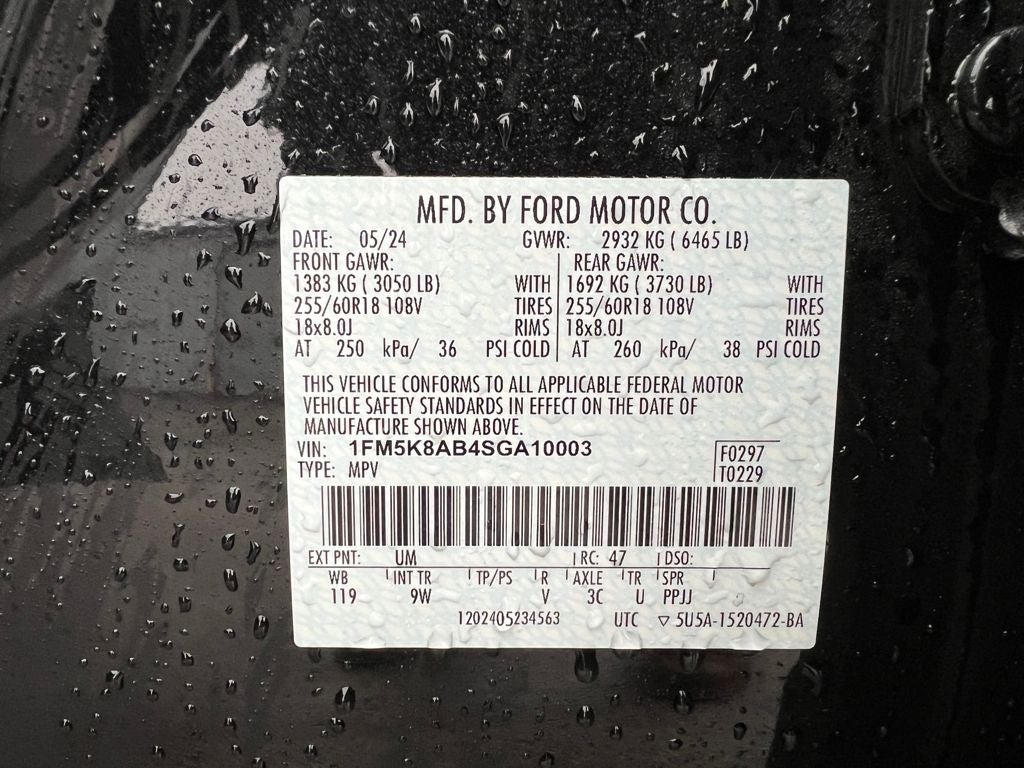 MFD. BY FORD MOTOR CO.
DATE: 05/24 GVWR: 2932 KG ( 6465 LB)
FRONT GAWR: REAR GAWR:
1383 KG ( 3050 LB) WITH 1692 KG ( 3730 LB) WITH
255/60R18 108V TIRES 255/60R18 108V TIRES
18x8.0J RIMS 18x8.0J RIMS
AT 250 kPa/ 36 PSI COLD AT 260 kPa/ 38 PSI COLD
THIS VEHICLE CONFORMS TO ALL APPLICABLE FEDERAL MOTOR
VEHICLE SAFETY STANDARDS IN EFFECT ON THE DATE OF
MANUFACTURE SHOWN ABOVE.
VIN: 1FM5K8AB4SGA10003 F0297
TYPE: MPV T0229
EXT PNT: UM RC: 47 DSO:
WB INT TR TP/PS R AXLE TR SPR
119 9W V 3C U PPJJ
1202405234563 UTC ▽ 5U5A-1520472-BA